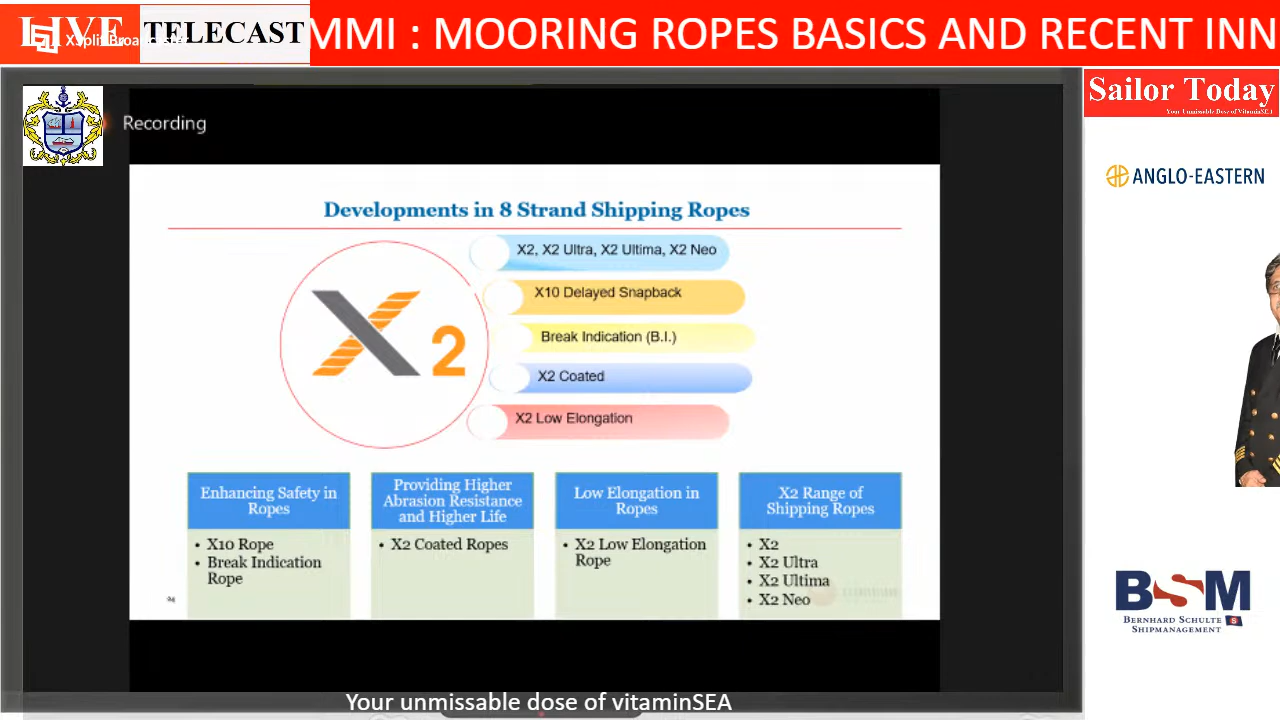 LIVE
TELECAST
MMI : MOORING ROPES BASICS AND RECENT INN
XSplit Broadcaster
Sailor Today
Your Unmissable Dose of VitaminSEA
Recording
ANGLO-EASTERN
Developments in 8 Strand Shipping Ropes
X2, X2 Ultra, X2 Ultima, X2 Neo
X10 Delayed Snapback
Break Indication (B.I.)
X2 Coated
X2 Low Elongation
X2
Enhancing Safety in
Ropes
• X10 Rope
• Break Indication
Rope
Providing Higher
Abrasion Resistance
and Higher Life
• X2 Coated Ropes
Low Elongation in
Ropes
• X2 Low Elongation
Rope
X2 Range of
Shipping Ropes
• X2
• X2 Ultra
• X2 Ultima
• X2 Neo
94
BSM
BERNHARD SCHULTE
SHIPMANAGEMENT
Your unmissable dose of vitaminSEA